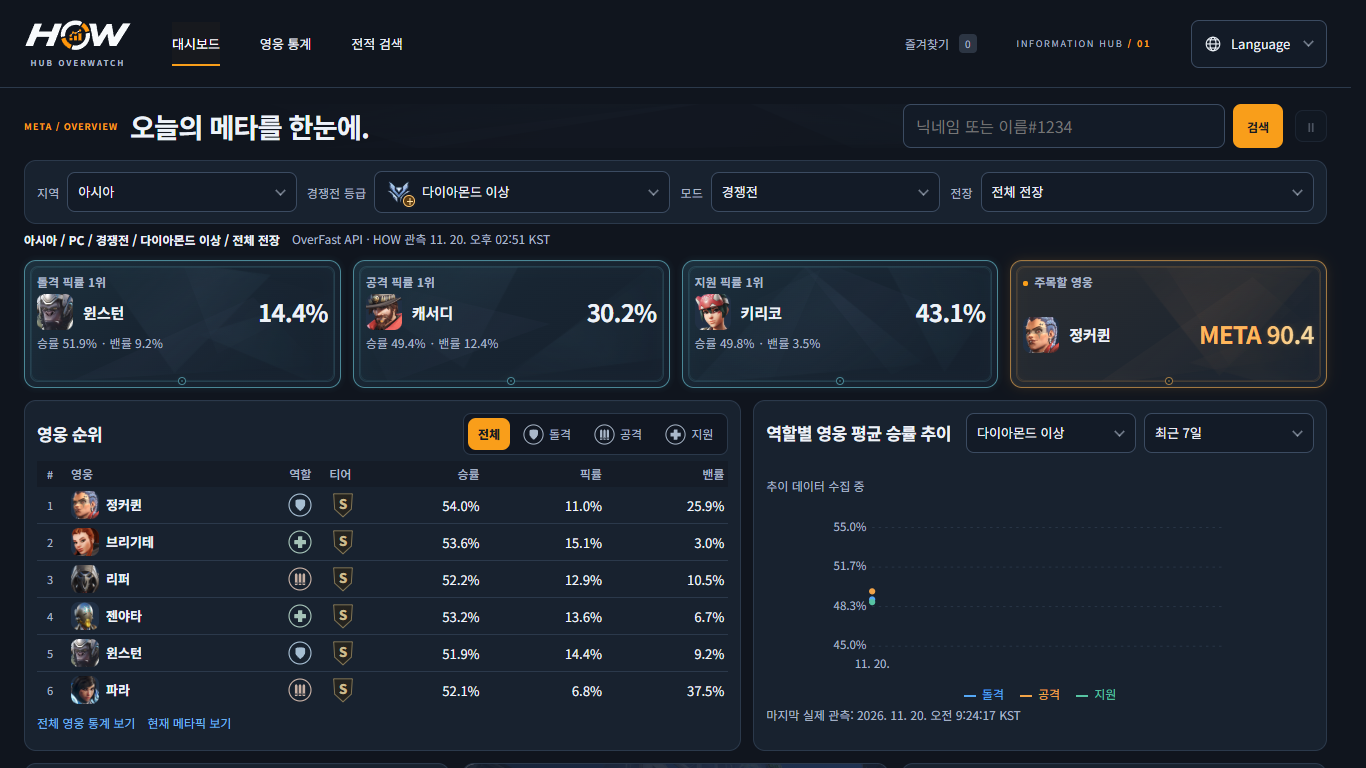 HOW
HUB OVERWATCH
대시보드 영웅 통계 전적 검색
즐겨찾기 0
INFORMATION HUB / 01
Language
META / OVERVIEW
오늘의 메타를 한눈에.
닉네임 또는 이름#1234
검색
지역 아시아 경쟁전 등급 다이아몬드 이상 모드 경쟁전 전장 전체 전장
아시아 / PC / 경쟁전 / 다이아몬드 이상 / 전체 전장 OverFast API · HOW 관측 11. 20. 오후 02:51 KST
돌격 픽률 1위
윈스턴 14.4%
승률 51.9% · 밴률 9.2%
공격 픽률 1위
캐서디 30.2%
승률 49.4% · 밴률 12.4%
지원 픽률 1위
키리코 43.1%
승률 49.8% · 밴률 3.5%
주목할 영웅
정커퀸 META 90.4
영웅 순위
전체 돌격 공격 지원
# 영웅 역할 티어 승률 픽률 밴률
1 정커퀸 S 54.0% 11.0% 25.9%
2 브리기테 S 53.6% 15.1% 3.0%
3 리퍼 S 52.2% 12.9% 10.5%
4 젠야타 S 53.2% 13.6% 6.7%
5 윈스턴 S 51.9% 14.4% 9.2%
6 파라 S 52.1% 6.8% 37.5%
전체 영웅 통계 보기 현재 메타픽 보기
역할별 영웅 평균 승률 추이 다이아몬드 이상 최근 7일
추이 데이터 수집 중
55.0%
51.7%
48.3%
45.0%
11. 20.
돌격 공격 지원
마지막 실제 관측: 2026. 11. 20. 오전 9:24:17 KST